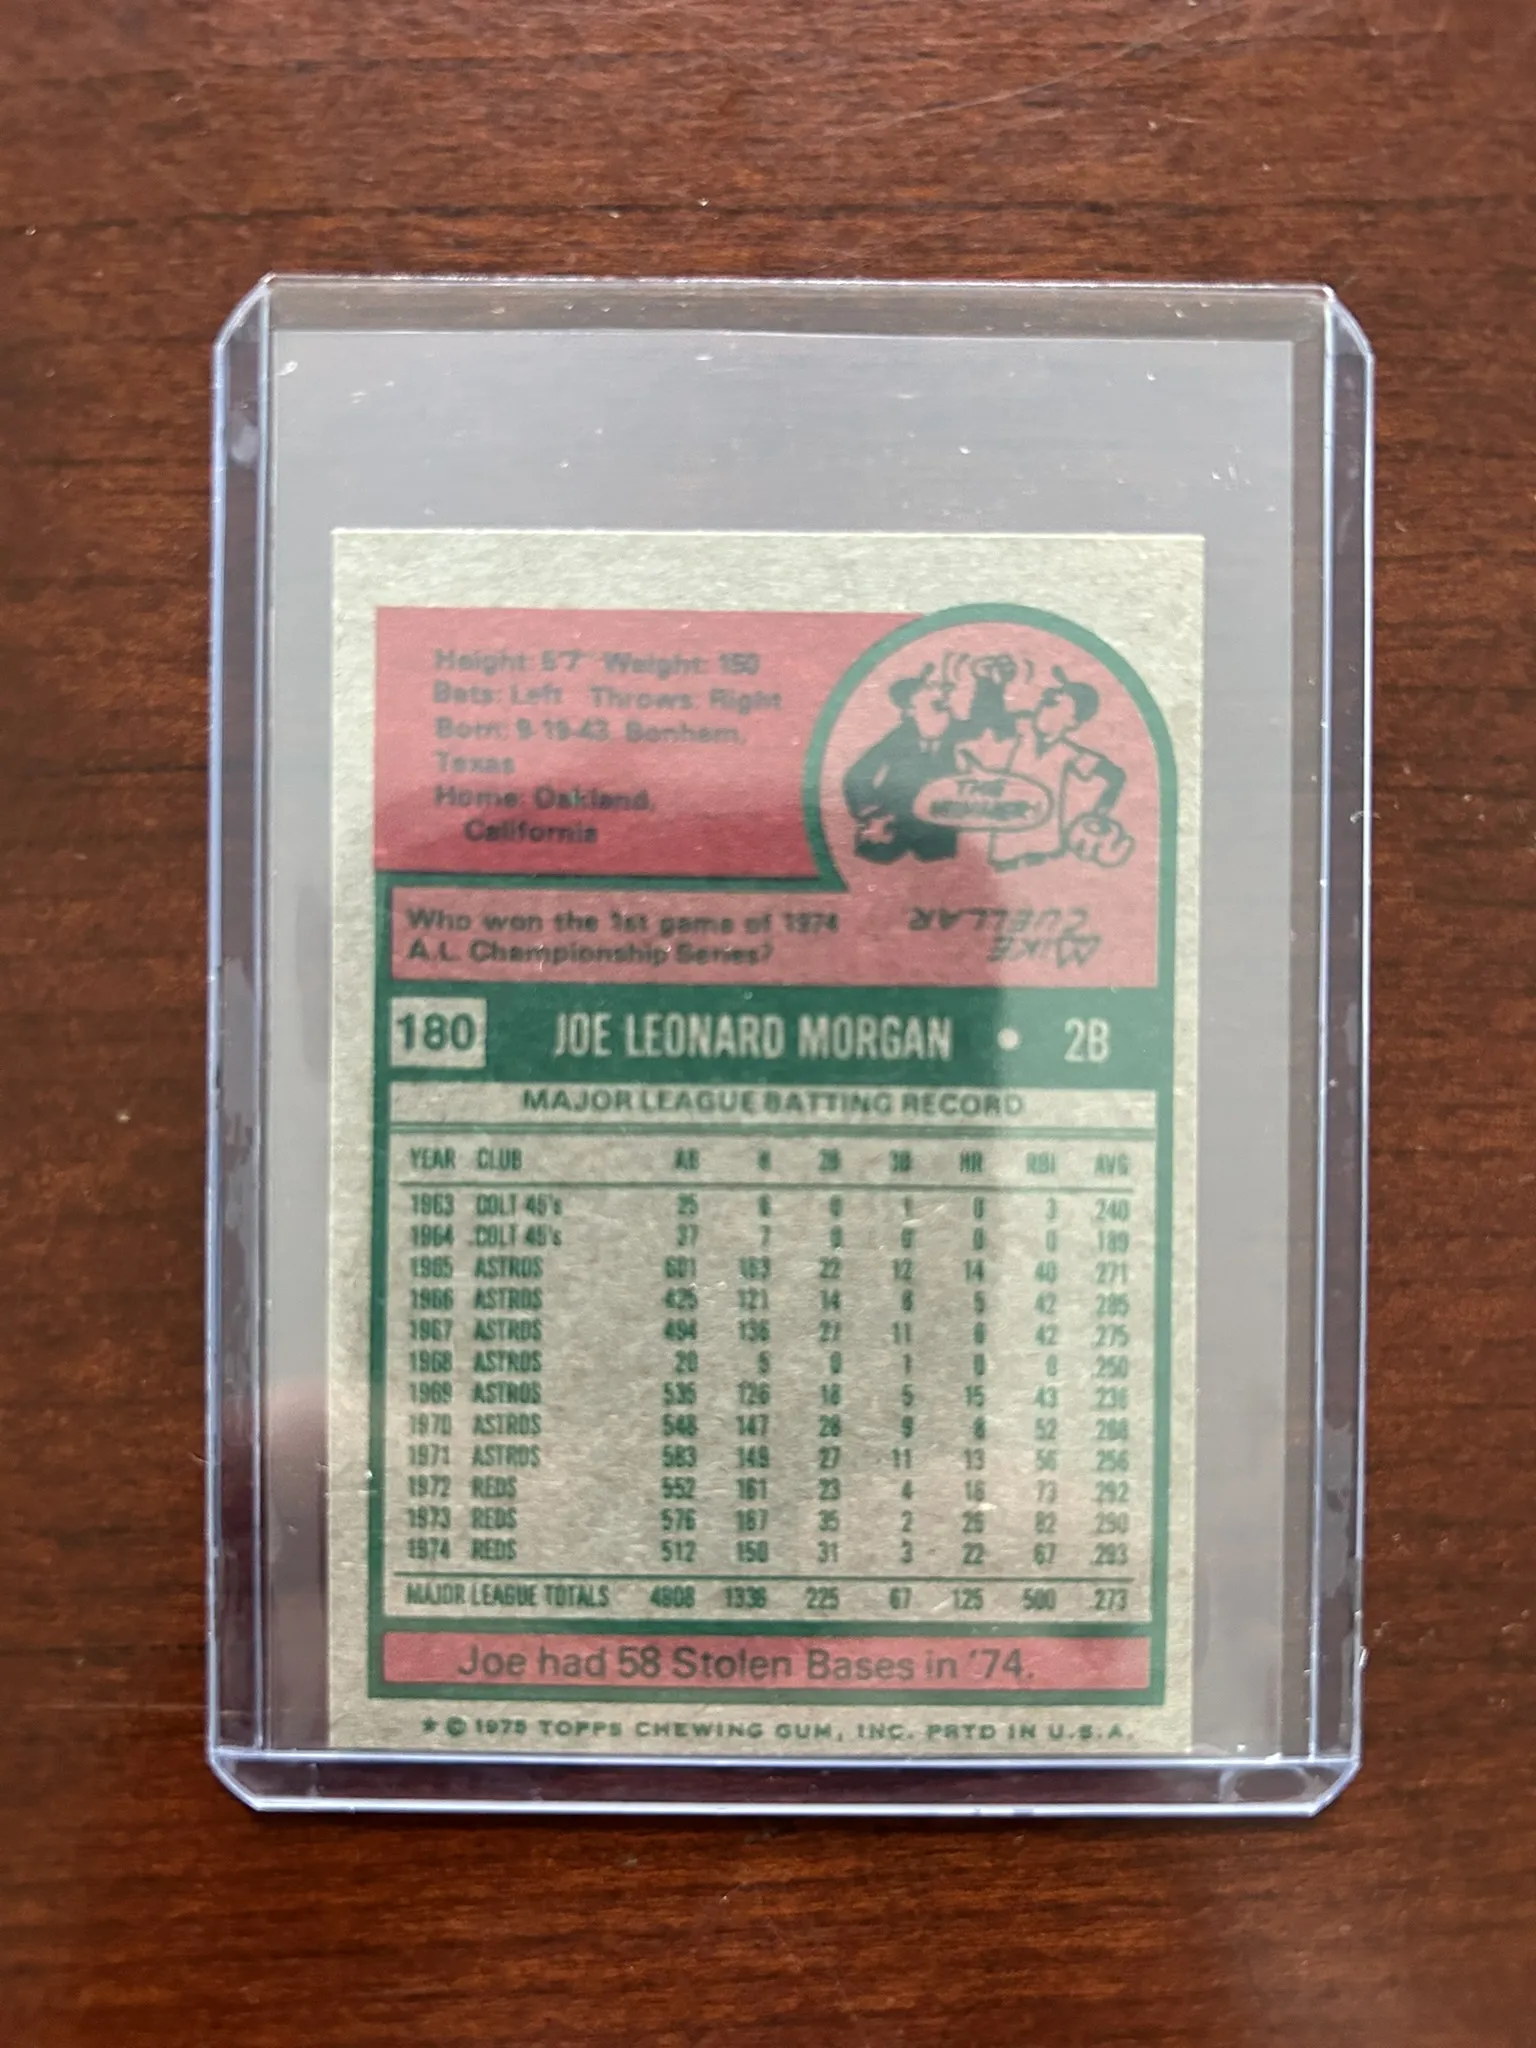 Height: 5'7" Weight: 150
Bats: Left Throws: Right
Born: 9-19-43 Bonham,
Texas
Home: Oakland,
California
THE WINNER!
Who won the 1st game of 1974
A.L. Championship Series?
MIKE
CUELLAR
180 JOE LEONARD MORGAN • 2B
MAJOR LEAGUE BATTING RECORD
YEAR CLUB AB H 2B 3B HR RBI AVG
1963 COLT 45's 25 6 0 1 0 3 .240
1964 COLT 45's 37 7 0 0 0 0 .189
1965 ASTROS 601 163 22 12 14 40 .271
1966 ASTROS 425 121 14 8 5 42 .285
1967 ASTROS 494 136 27 11 6 42 .275
1968 ASTROS 20 5 0 1 0 0 .250
1969 ASTROS 535 126 18 5 15 43 .236
1970 ASTROS 548 147 28 9 8 52 .268
1971 ASTROS 583 149 27 11 13 56 .256
1972 REDS 552 161 23 4 16 73 .292
1973 REDS 576 167 35 2 26 82 .290
1974 REDS 512 150 31 3 22 67 .293
MAJOR LEAGUE TOTALS 4908 1338 225 67 125 500 .273
Joe had 58 Stolen Bases in '74.
* © 1975 TOPPS CHEWING GUM, INC. PRTD IN U.S.A.